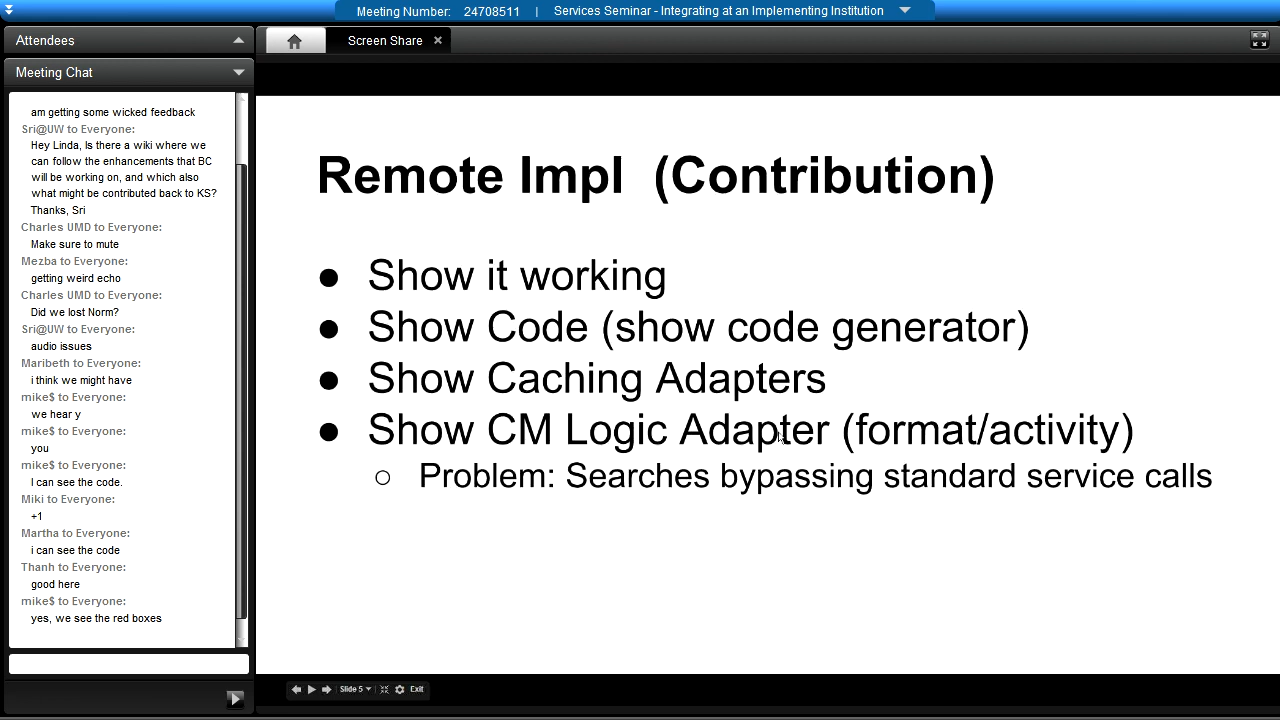 Meeting Number: 24708511 | Services Seminar - Integrating at an Implementing Institution
Attendees
Meeting Chat
am getting some wicked feedback
Sri@UW to Everyone:
Hey Linda, Is there a wiki where we
can follow the enhancements that BC
will be working on, and which also
what might be contributed back to KS?
Thanks, Sri
Charles UMD to Everyone:
Make sure to mute
Mezba to Everyone:
getting weird echo
Charles UMD to Everyone:
Did we lost Norm?
Sri@UW to Everyone:
audio issues
Maribeth to Everyone:
i think we might have
mike$ to Everyone:
we hear y
mike$ to Everyone:
you
mike$ to Everyone:
I can see the code.
Miki to Everyone:
+1
Martha to Everyone:
i can see the code
Thanh to Everyone:
good here
mike$ to Everyone:
yes, we see the red boxes
Screen Share
Remote Impl (Contribution)
● Show it working
● Show Code (show code generator)
● Show Caching Adapters
● Show CM Logic Adapter (format/activity)
○ Problem: Searches bypassing standard service calls
Slide 5 Exit